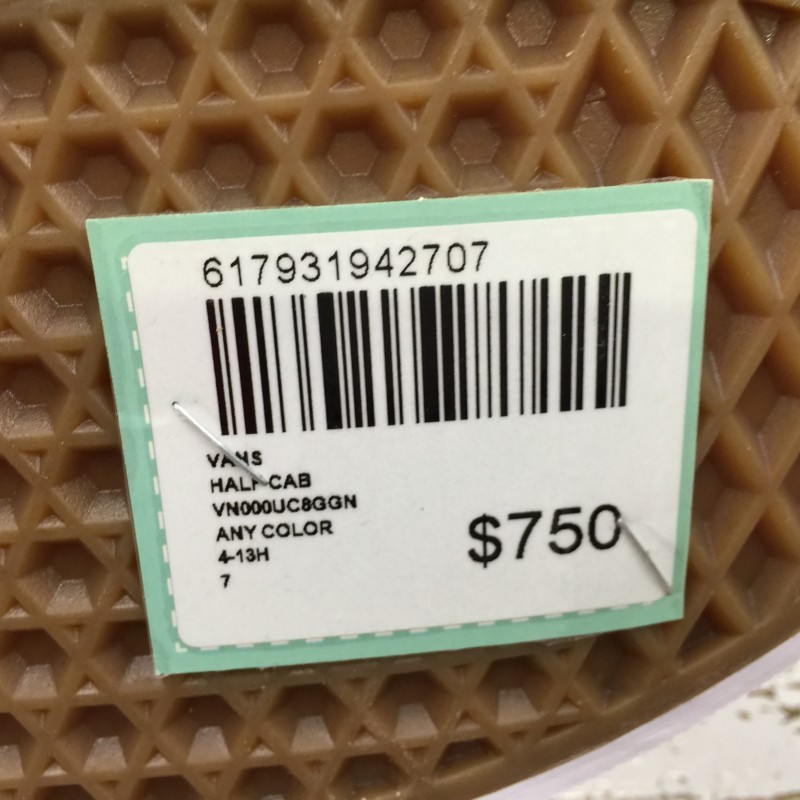 617931942707
VANS
HALF CAB
VN000UC8GGN
ANY COLOR
4-13H
7
$750